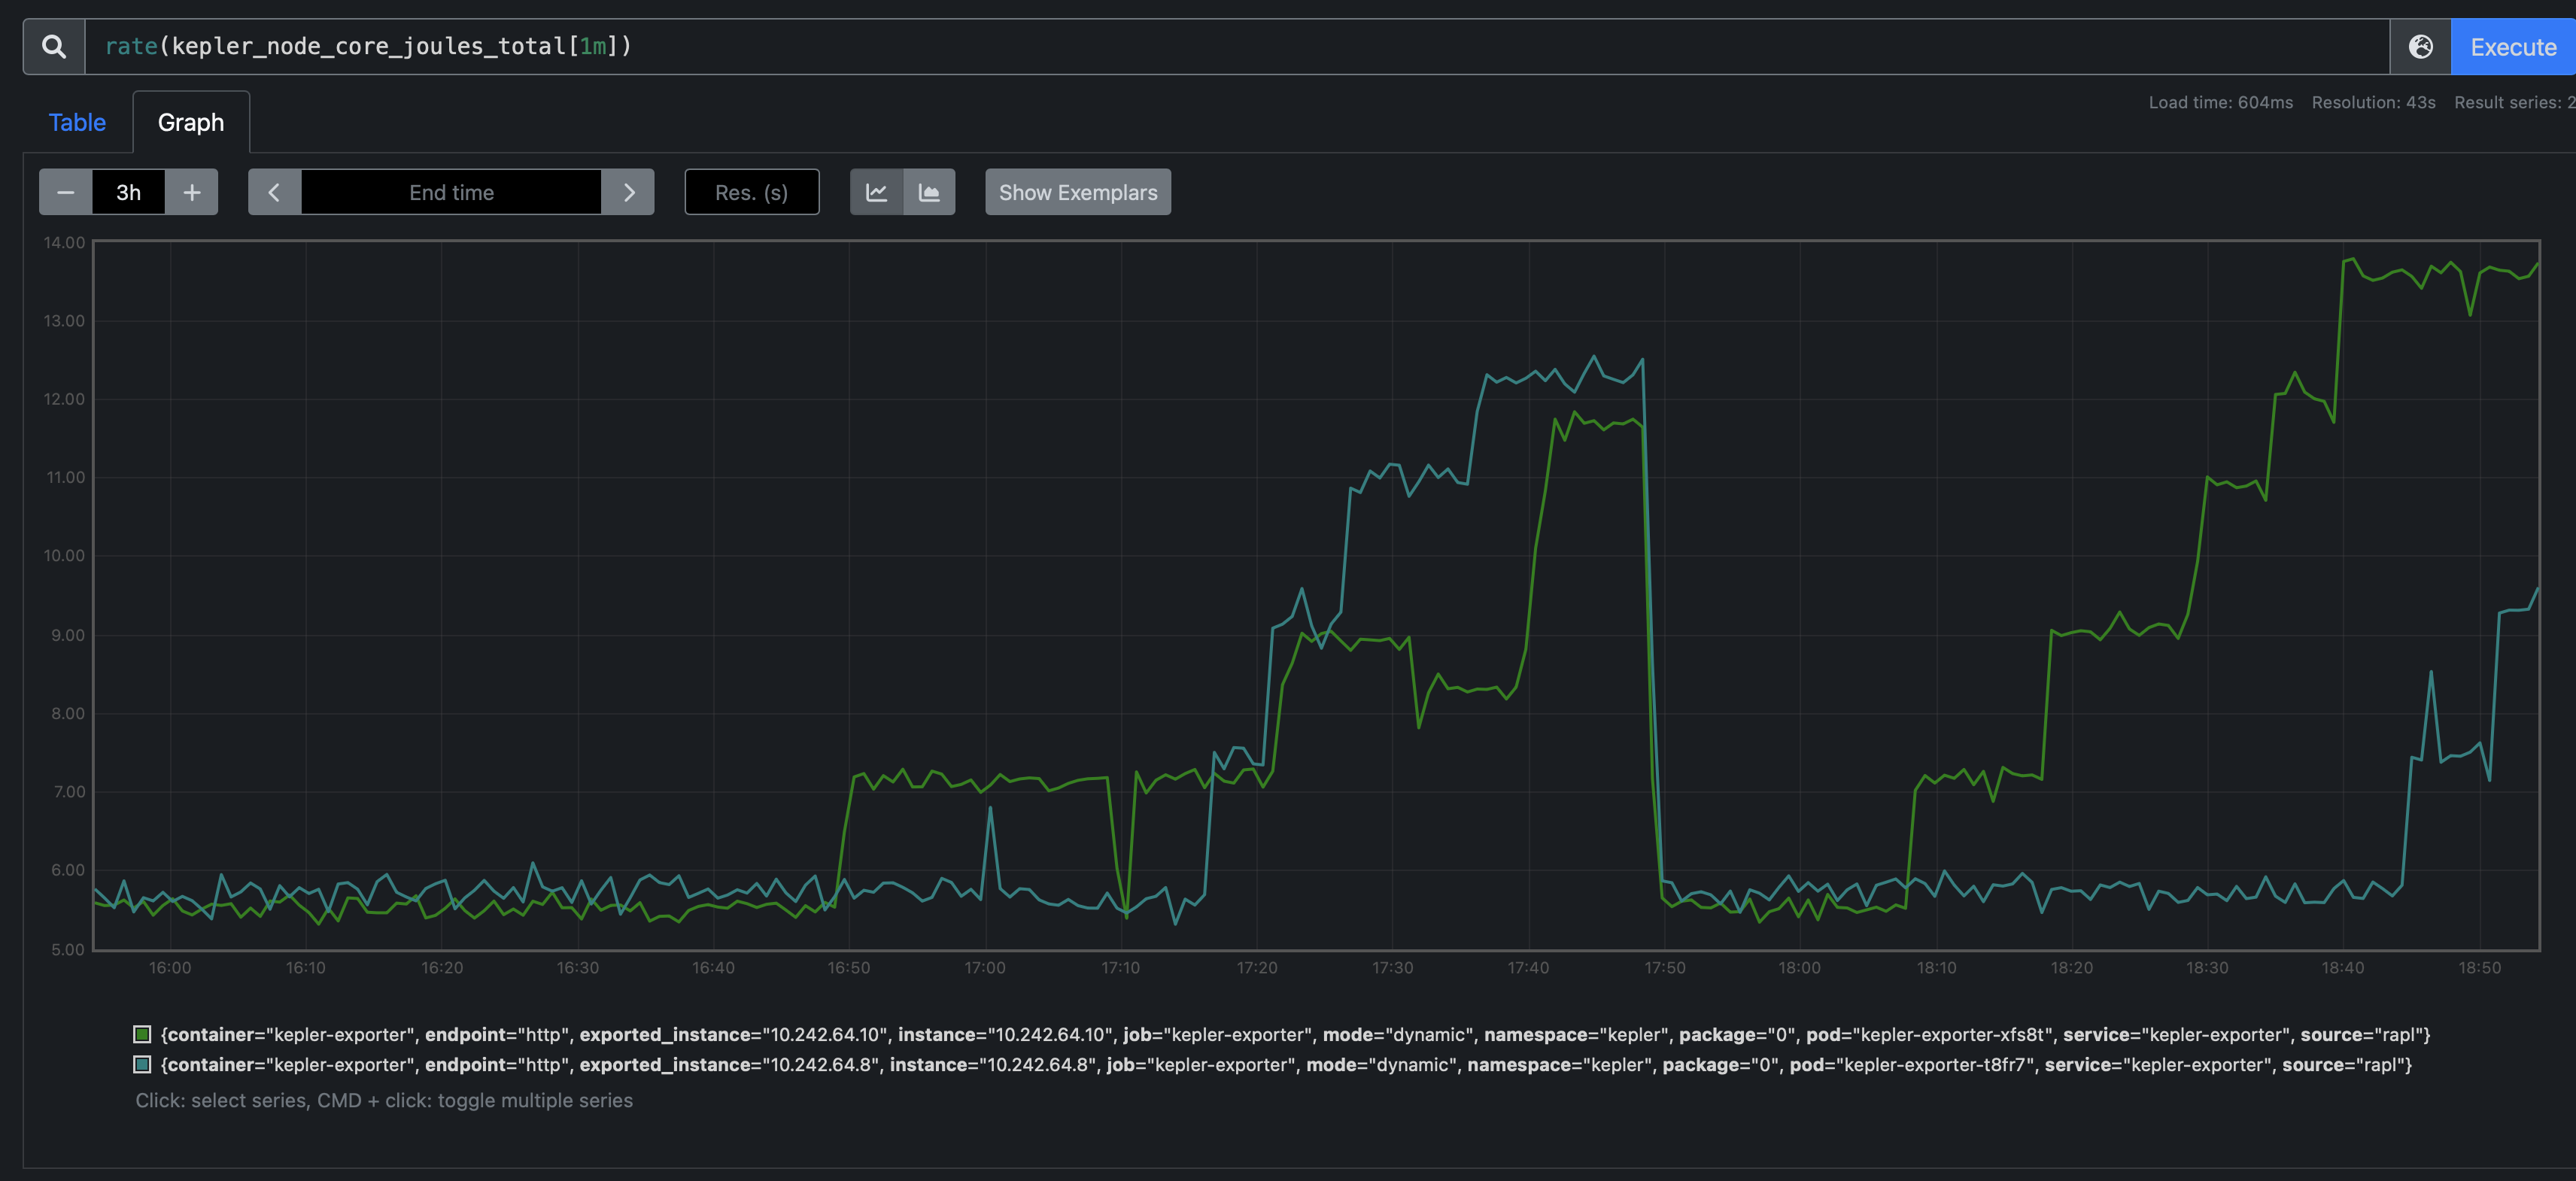 rate(kepler_node_core_joules_total[1m])
Execute
Load time: 604ms Resolution: 43s Result series: 2
Table
Graph
3h
End time
Res. (s)
Show Exemplars
14.00
13.00
12.00
11.00
10.00
9.00
8.00
7.00
6.00
5.00
16:00 16:10 16:20 16:30 16:40 16:50 17:00 17:10 17:20 17:30 17:40 17:50 18:00 18:10 18:20 18:30 18:40 18:50
{container="kepler-exporter", endpoint="http", exported_instance="10.242.64.10", instance="10.242.64.10", job="kepler-exporter", mode="dynamic", namespace="kepler", package="0", pod="kepler-exporter-xfs8t", service="kepler-exporter", source="rapl"}
{container="kepler-exporter", endpoint="http", exported_instance="10.242.64.8", instance="10.242.64.8", job="kepler-exporter", mode="dynamic", namespace="kepler", package="0", pod="kepler-exporter-t8fr7", service="kepler-exporter", source="rapl"}
Click: select series, CMD + click: toggle multiple series